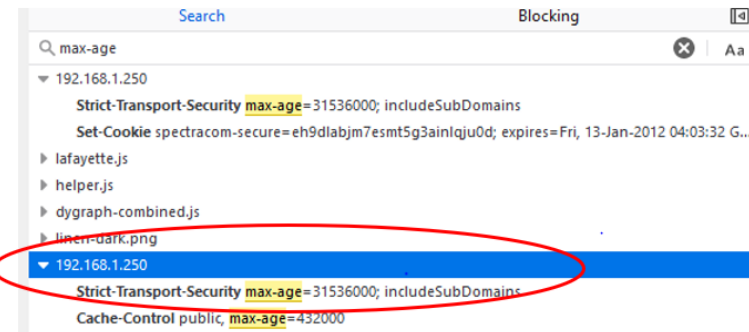 Search Blocking
max-age Aa
192.168.1.250
Strict-Transport-Security max-age=31536000; includeSubDomains
Set-Cookie spectracom-secure=eh9dlabjm7esmt5g3ainlqju0d; expires=Fri, 13-Jan-2012 04:03:32 G...
lafayette.js
helper.js
dygraph-combined.js
linen-dark.png
192.168.1.250
Strict-Transport-Security max-age=31536000; includeSubDomains
Cache-Control public, max-age=432000